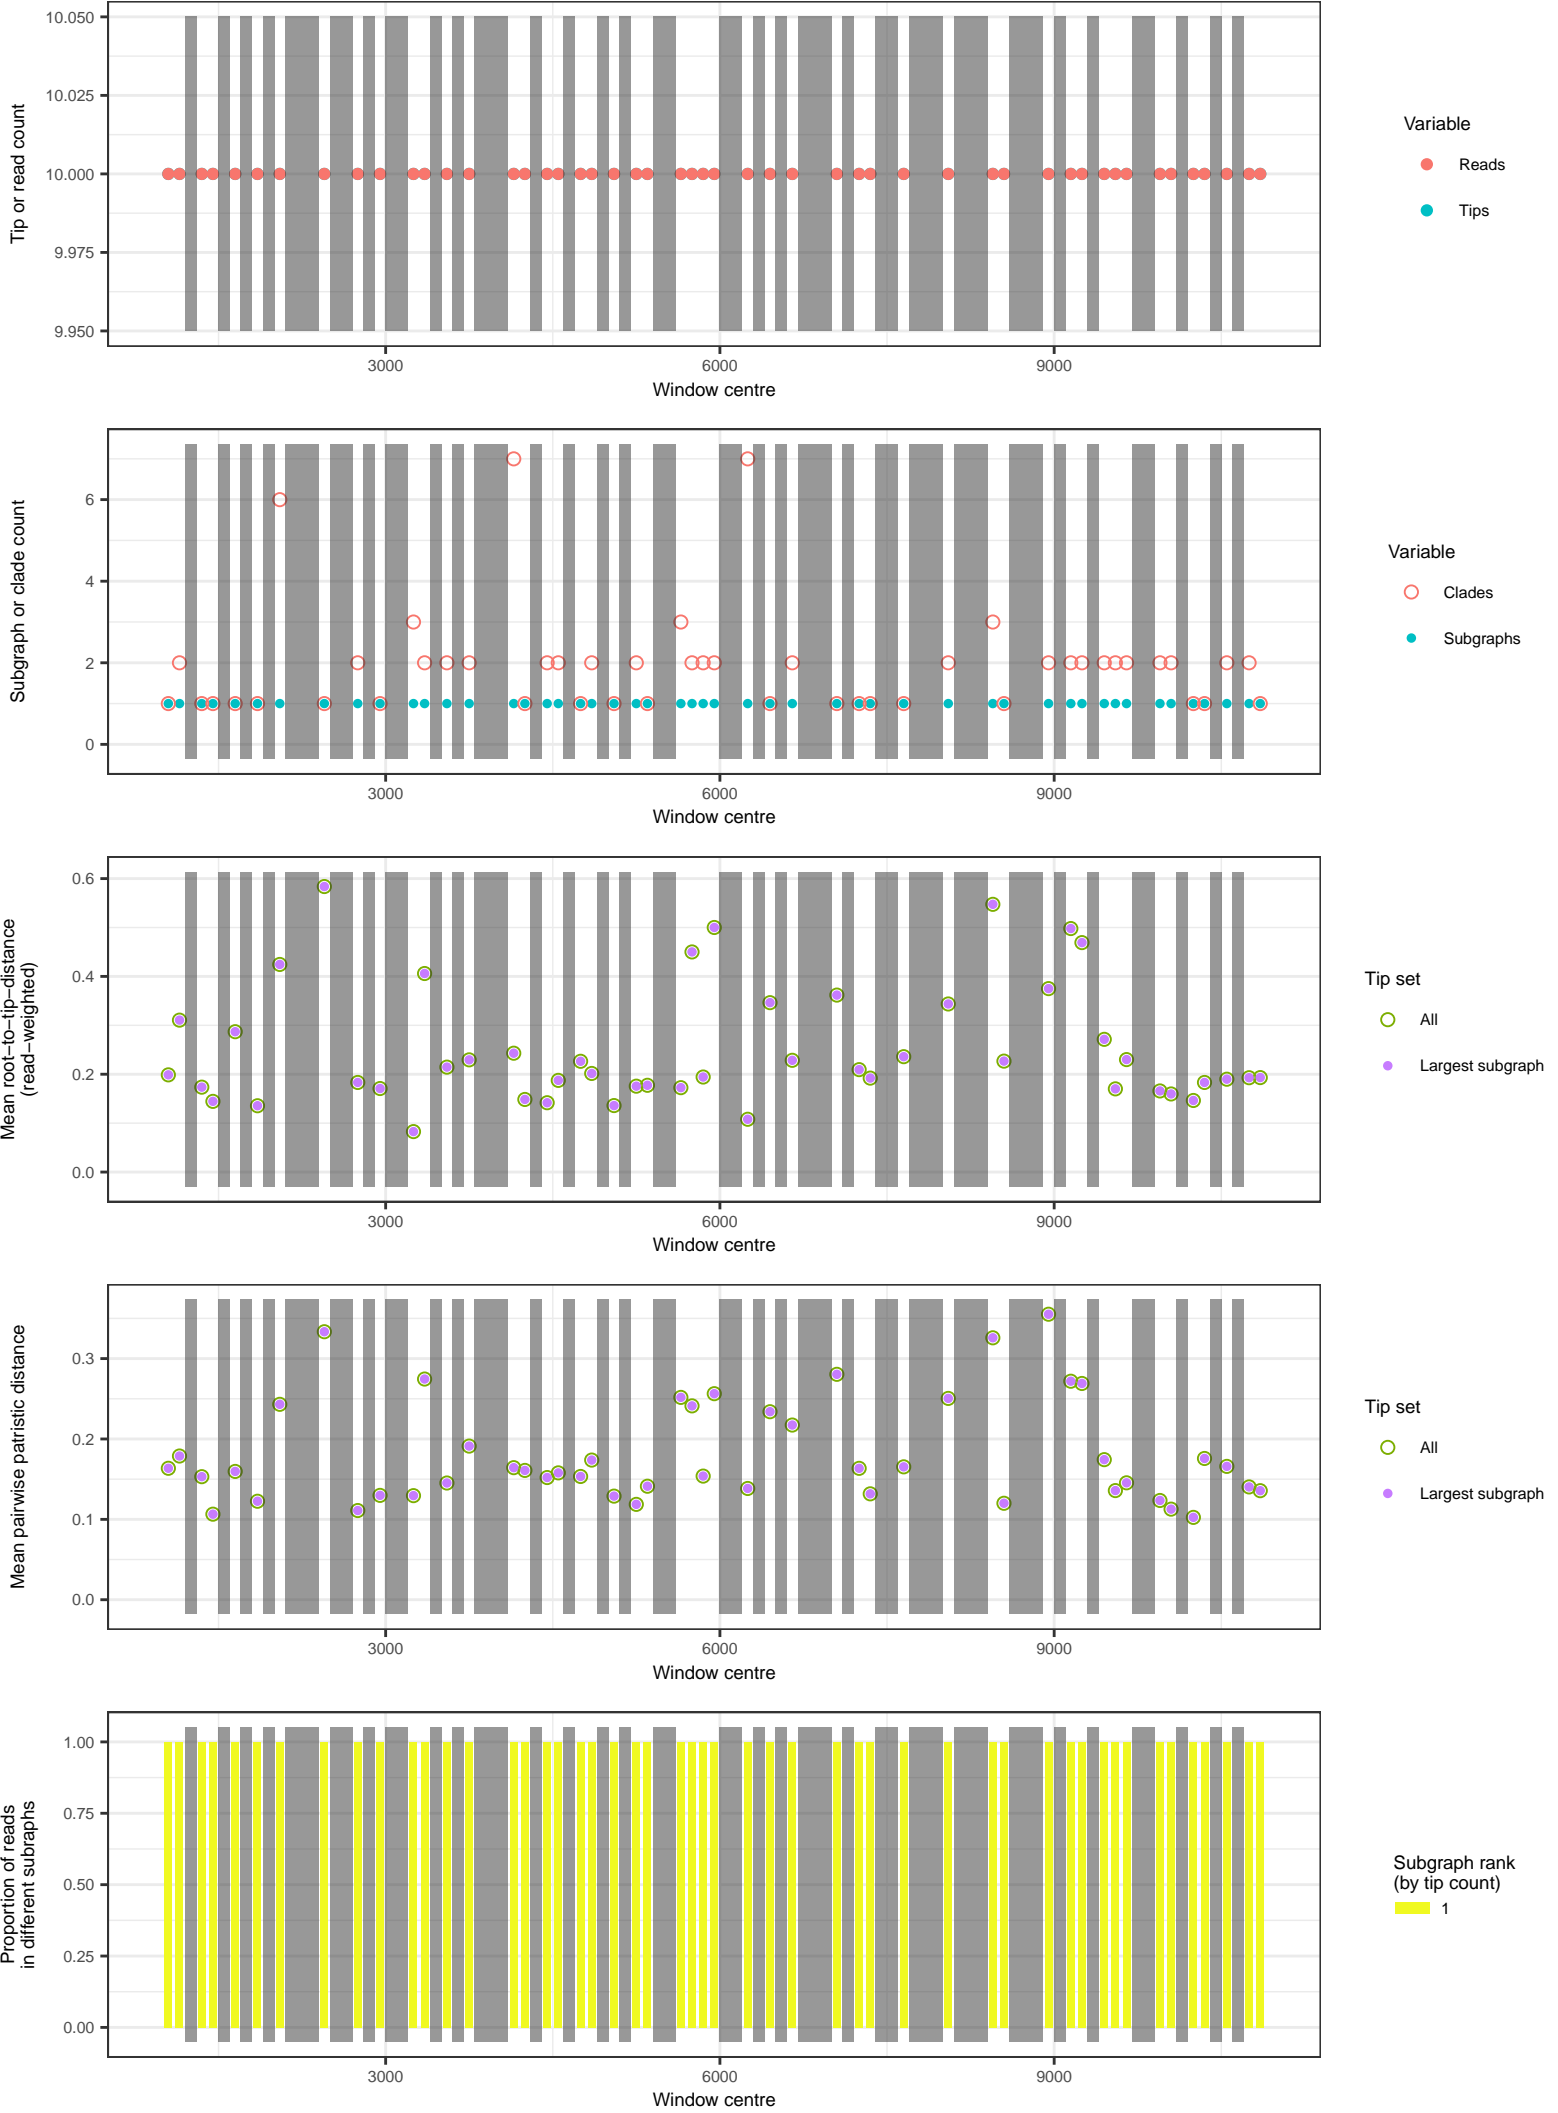 Tip or read count
10.050
10.025
10.000
9.975
9.950
3000 6000 9000
Window centre
Variable
Reads
Tips
Subgraph or clade count
6
4
2
0
3000 6000 9000
Window centre
Variable
Clades
Subgraphs
Mean root−to−tip−distance
(read−weighted)
0.6
0.4
0.2
0.0
3000 6000 9000
Window centre
Tip set
All
Largest subgraph
Mean pairwise patristic distance
0.3
0.2
0.1
0.0
3000 6000 9000
Window centre
Tip set
All
Largest subgraph
Proportion of reads
in different subraphs
1.00
0.75
0.50
0.25
0.00
3000 6000 9000
Window centre
Subgraph rank
(by tip count)
1